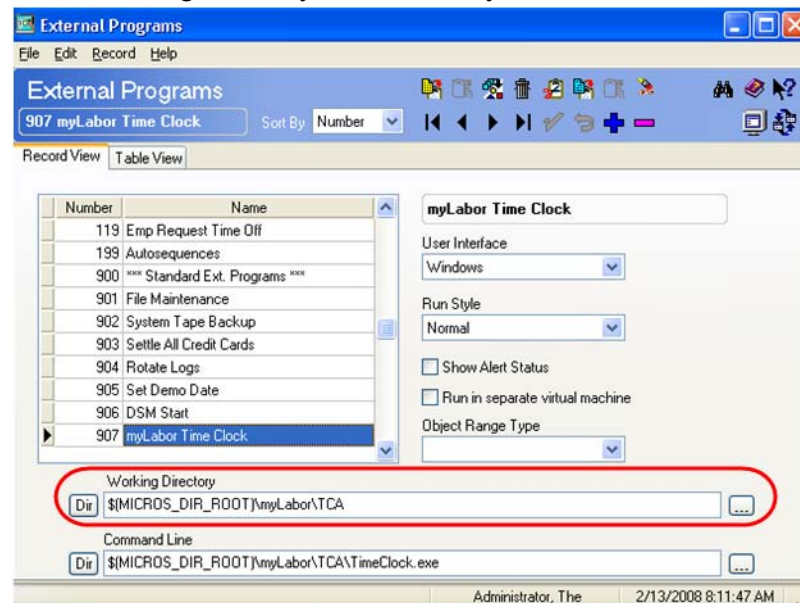 External Programs
File Edit Record Help
External Programs
907 myLabor Time Clock
Sort By Number
Record View Table View
Number Name
119 Emp Request Time Off
199 Autosequences
900 *** Standard Ext. Programs ***
901 File Maintenance
902 System Tape Backup
903 Settle All Credit Cards
904 Rotate Logs
905 Set Demo Date
906 DSM Start
907 myLabor Time Clock
myLabor Time Clock
User Interface
Windows
Run Style
Normal
Show Alert Status
Run in separate virtual machine
Object Range Type
Working Directory
Dir $(MICROS_DIR_ROOT)\myLabor\TCA ...
Command Line
Dir $(MICROS_DIR_ROOT)\myLabor\TCA\TimeClock.exe ...
Administrator, The 2/13/2008 8:11:47 AM